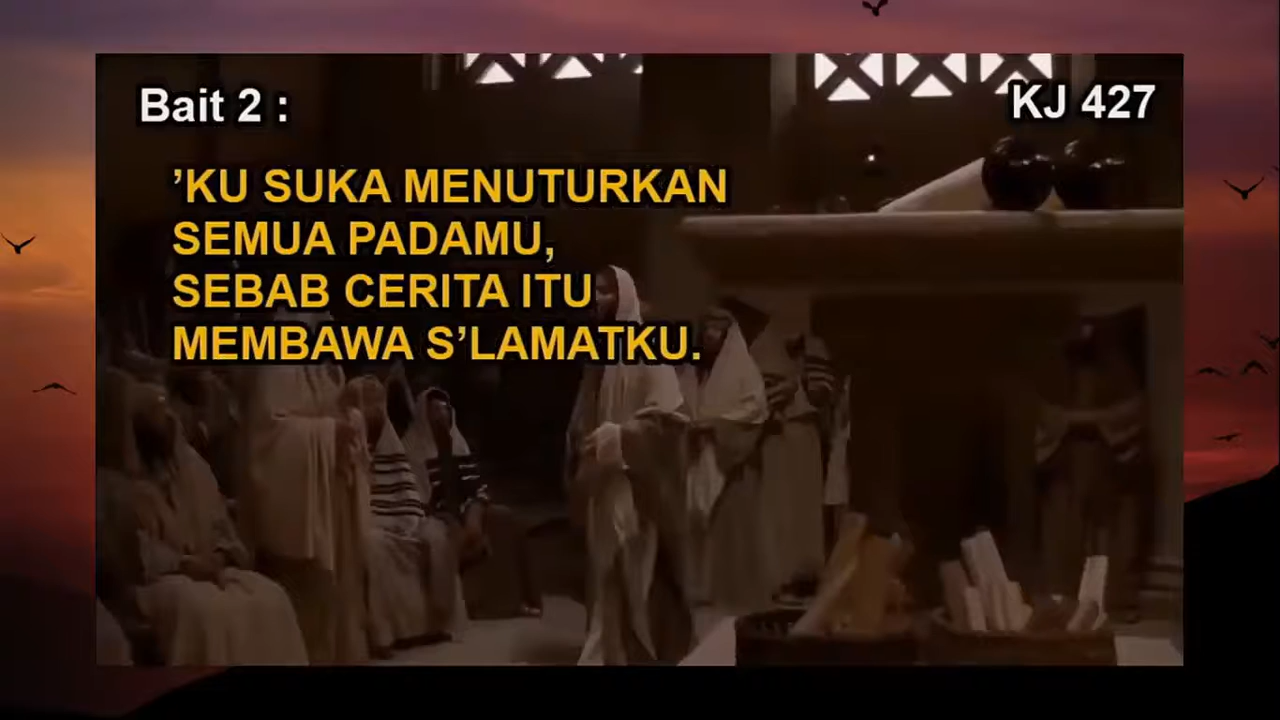 Bait 2 :
KJ 427
’KU SUKA MENUTURKAN
SEMUA PADAMU,
SEBAB CERITA ITU
MEMBAWA S’LAMATKU.